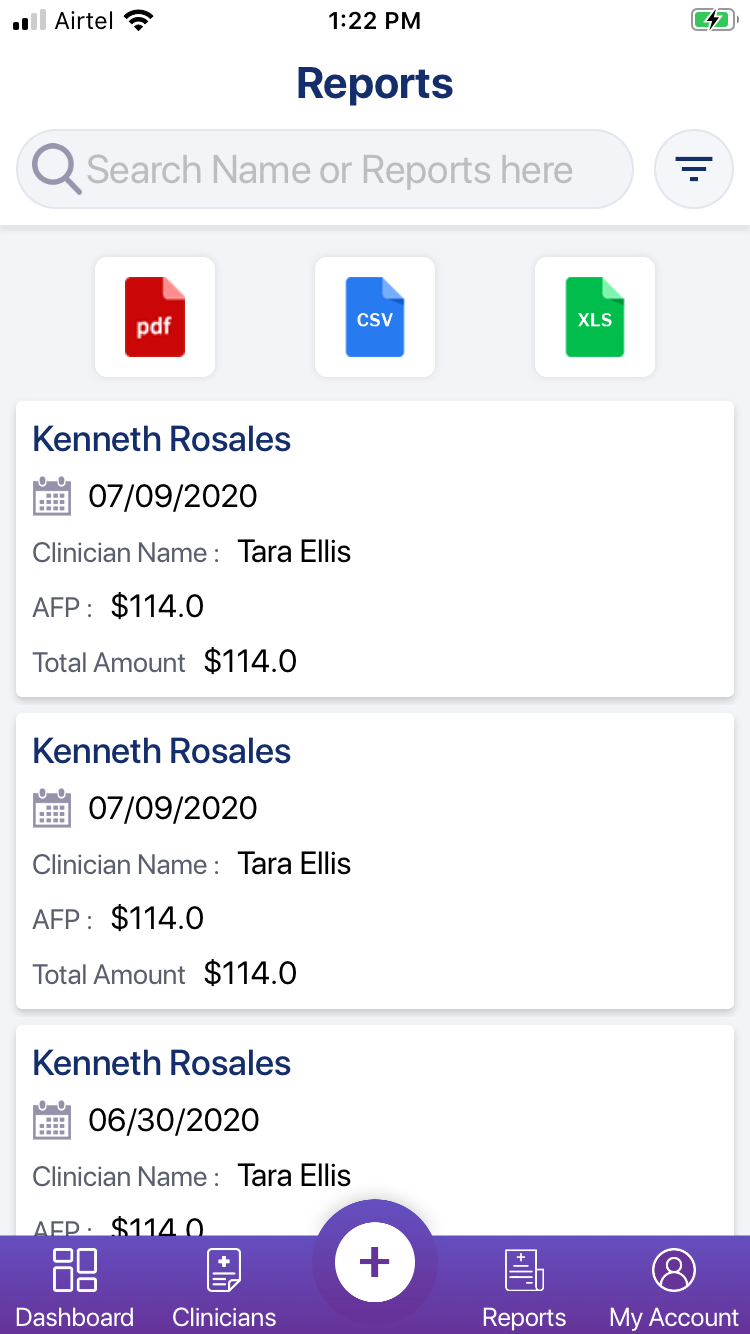 Airtel 1:22 PM
Reports
Search Name or Reports here
pdf CSV XLS
Kenneth Rosales
07/09/2020
Clinician Name : Tara Ellis
AFP : $114.0
Total Amount $114.0
Kenneth Rosales
07/09/2020
Clinician Name : Tara Ellis
AFP : $114.0
Total Amount $114.0
Kenneth Rosales
06/30/2020
Clinician Name : Tara Ellis
AFP : $114.0
Dashboard Clinicians + Reports My Account